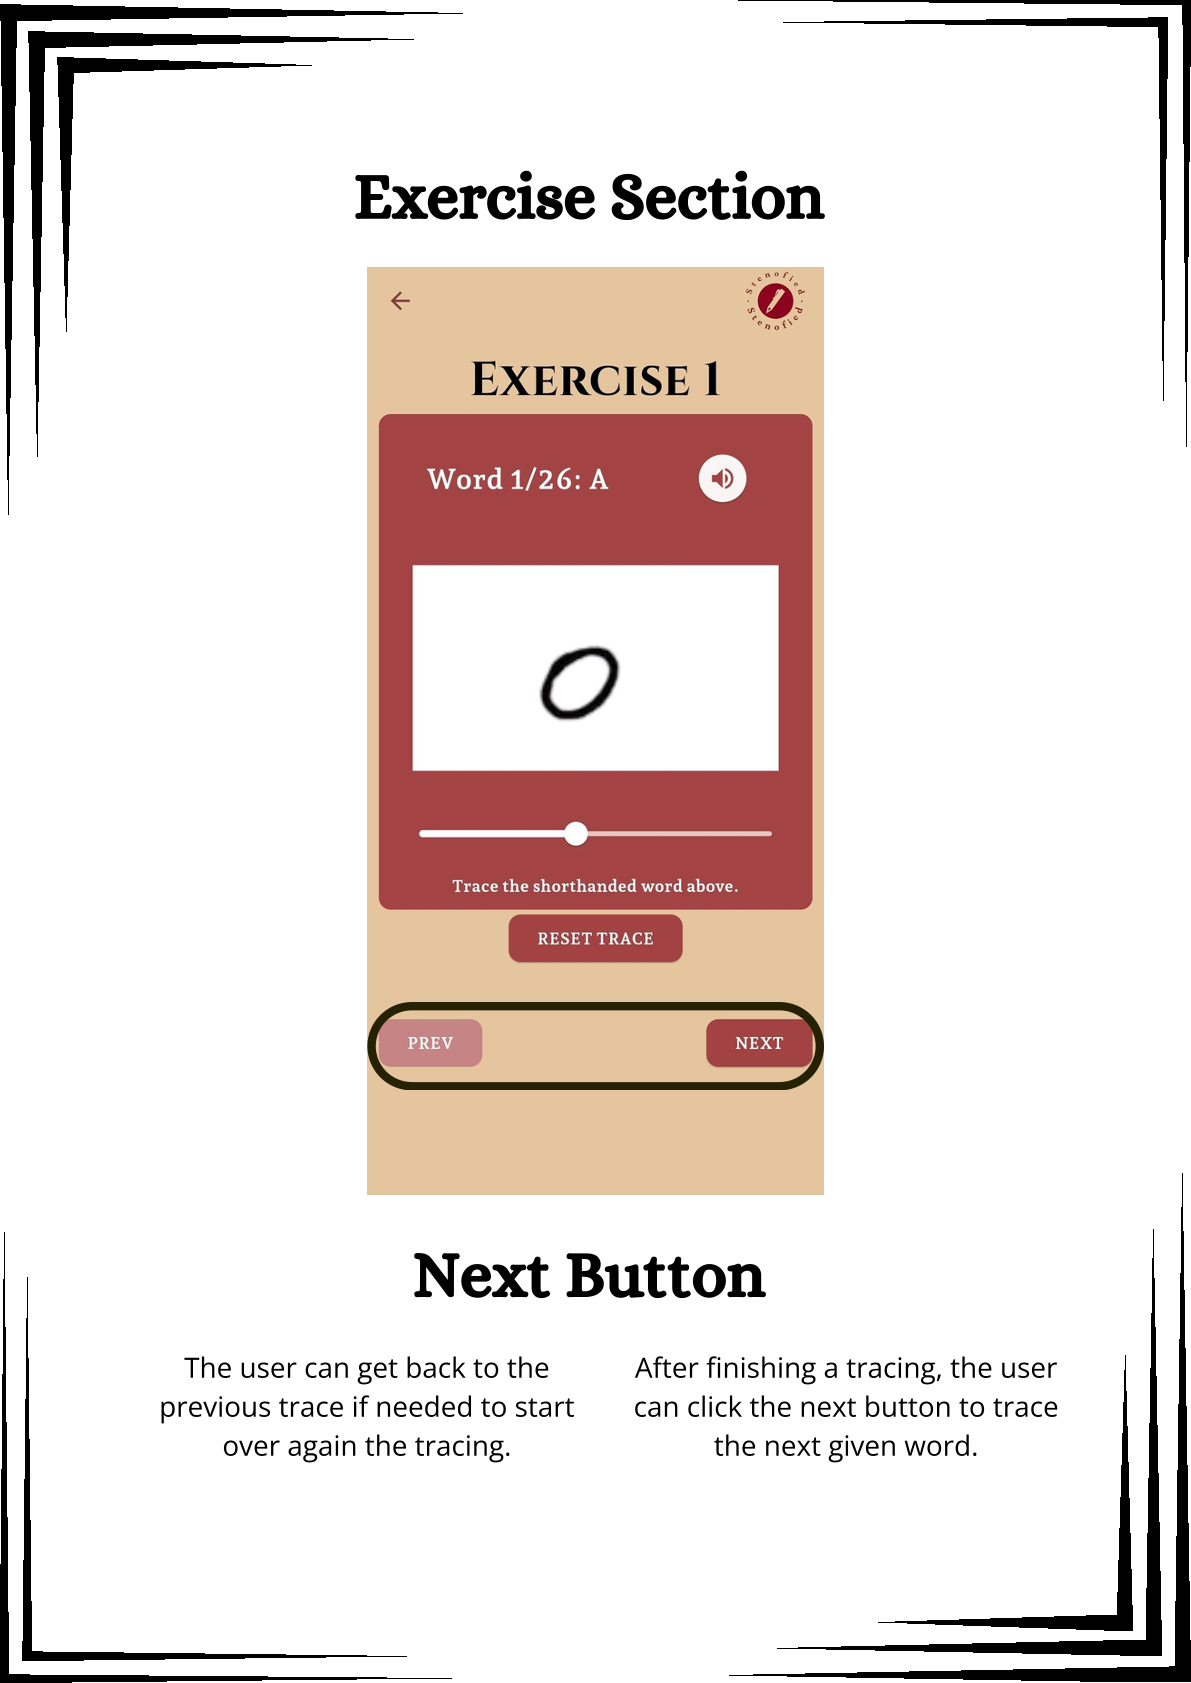 Exercise Section
· Stenofied · Stenofied
Exercise 1
Word 1/26: A
Trace the shorthanded word above.
RESET TRACE
PREV
NEXT
Next Button
The user can get back to the
previous trace if needed to start
over again the tracing.
After finishing a tracing, the user
can click the next button to trace
the next given word.